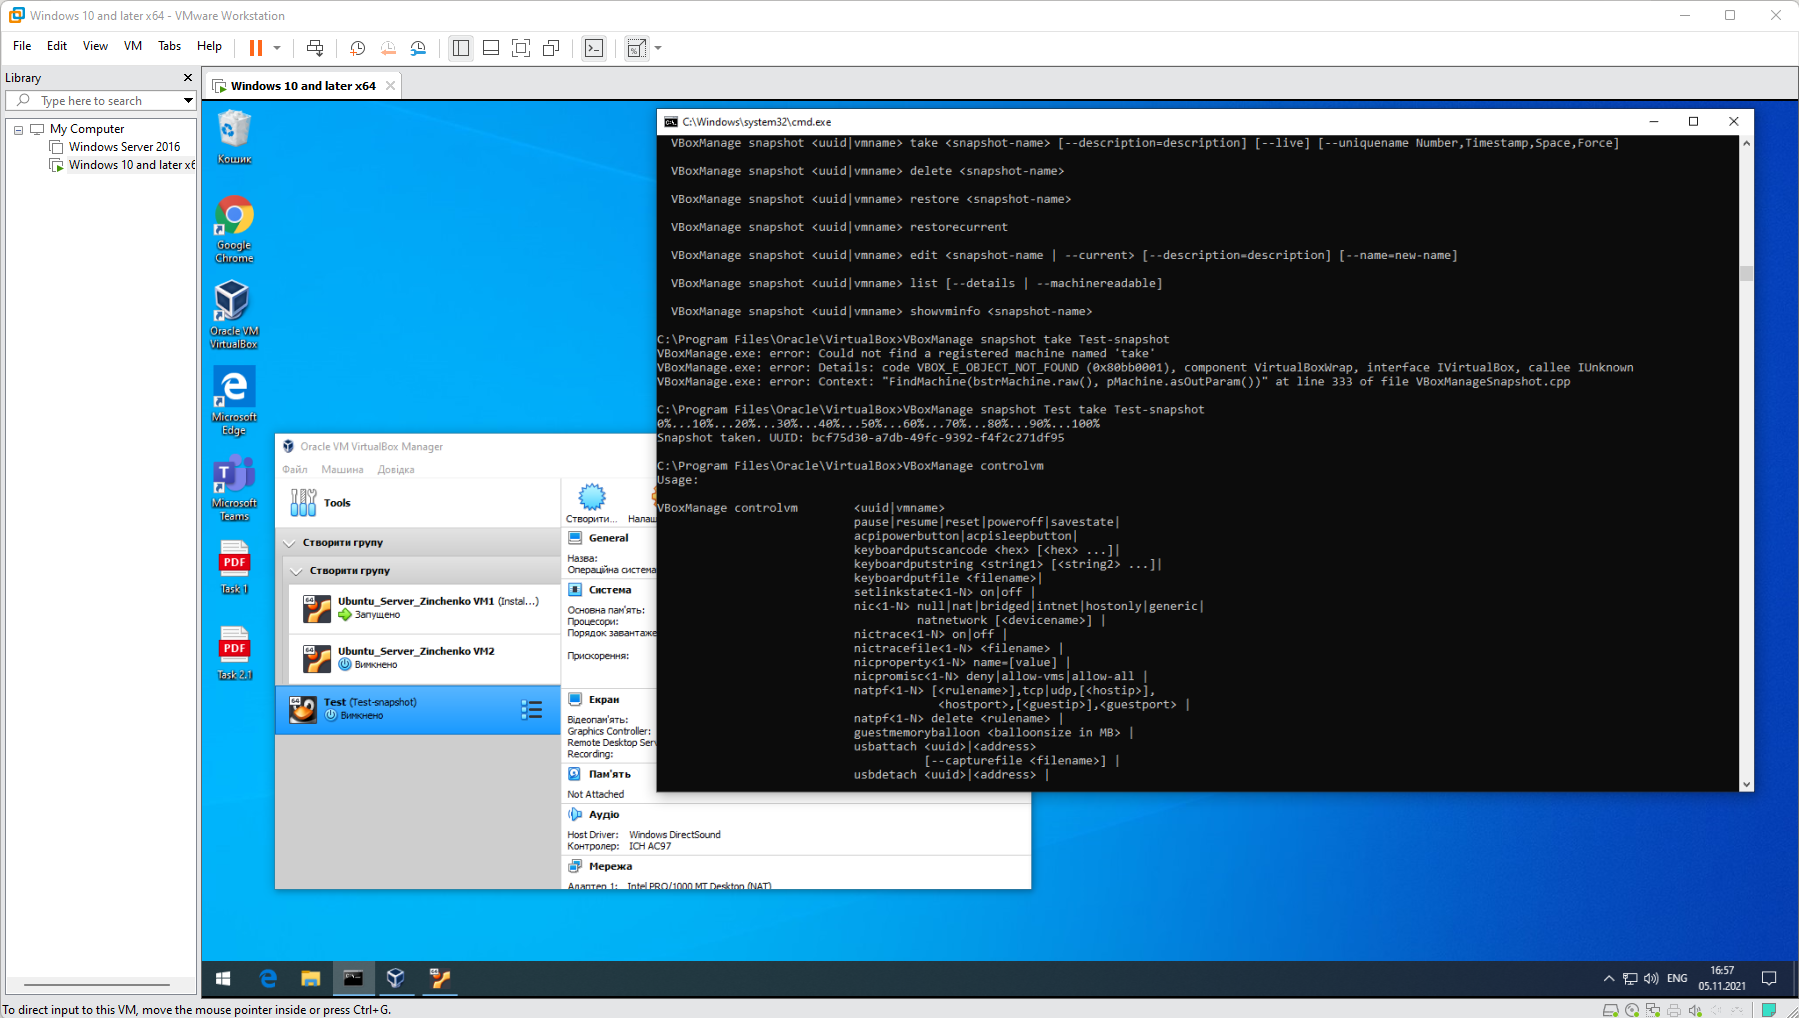 Windows 10 and later x64 - VMware Workstation
File Edit View VM Tabs Help
Library
Type here to search
My Computer
Windows Server 2016
Windows 10 and later x6
Windows 10 and later x64
Кошик
Google
Chrome
Oracle VM
VirtualBox
Microsoft
Edge
Microsoft
Teams
PDF
Task 1
PDF
Task 2.1
Oracle VM VirtualBox Manager
Файл Машина Довідка
Tools
Створити групу
Створити групу
Ubuntu_Server_Zinchenko VM1 (Instal...)
Запущено
Ubuntu_Server_Zinchenko VM2
Вимкнено
Test (Test-snapshot)
Вимкнено
Створити... Налаш
General
Назва:
Операційна система
Система
Основна пам'ять:
Процесори:
Порядок завантаже
Прискорення:
Екран
Відеопам'ять:
Graphics Controller:
Remote Desktop Serv
Recording:
Пам'ять
Not Attached
Аудіо
Host Driver: Windows DirectSound
Контролер: ICH AC97
Мережа
Адаптер 1: Intel PRO/1000 MT Desktop (NAT)
C:\Windows\system32\cmd.exe
VBoxManage snapshot <uuid|vmname> take <snapshot-name> [--description=description] [--live] [--uniquename Number,Timestamp,Space,Force]
VBoxManage snapshot <uuid|vmname> delete <snapshot-name>
VBoxManage snapshot <uuid|vmname> restore <snapshot-name>
VBoxManage snapshot <uuid|vmname> restorecurrent
VBoxManage snapshot <uuid|vmname> edit <snapshot-name | --current> [--description=description] [--name=new-name]
VBoxManage snapshot <uuid|vmname> list [--details | --machinereadable]
VBoxManage snapshot <uuid|vmname> showvminfo <snapshot-name>
C:\Program Files\Oracle\VirtualBox>VBoxManage snapshot take Test-snapshot
VBoxManage.exe: error: Could not find a registered machine named 'take'
VBoxManage.exe: error: Details: code VBOX_E_OBJECT_NOT_FOUND (0x80bb0001), component VirtualBoxWrap, interface IVirtualBox, callee IUnknown
VBoxManage.exe: error: Context: "FindMachine(bstrMachine.raw(), pMachine.asOutParam())" at line 333 of file VBoxManageSnapshot.cpp
C:\Program Files\Oracle\VirtualBox>VBoxManage snapshot Test take Test-snapshot
0%...10%...20%...30%...40%...50%...60%...70%...80%...90%...100%
Snapshot taken. UUID: bcf75d30-a7db-49fc-9392-f4f2c271df95
C:\Program Files\Oracle\VirtualBox>VBoxManage controlvm
Usage:
VBoxManage controlvm <uuid|vmname>
pause|resume|reset|poweroff|savestate|
acpipowerbutton|acpisleepbutton|
keyboardputscancode <hex> [<hex> ...]|
keyboardputstring <string1> [<string2> ...]|
keyboardputfile <filename>|
setlinkstate<1-N> on|off |
nic<1-N> null|nat|bridged|intnet|hostonly|generic|
natnetwork [<devicename>] |
nictrace<1-N> on|off |
nictracefile<1-N> <filename> |
nicproperty<1-N> name=[value] |
nicpromisc<1-N> deny|allow-vms|allow-all |
natpf<1-N> [<rulename>],tcp|udp,[<hostip>],
<hostport>,[<guestip>],<guestport> |
natpf<1-N> delete <rulename> |
guestmemoryballoon <balloonsize in MB> |
usbattach <uuid>|<address>
[--capturefile <filename>] |
usbdetach <uuid>|<address> |
ENG
16:57
05.11.2021
To direct input to this VM, move the mouse pointer inside or press Ctrl+G.